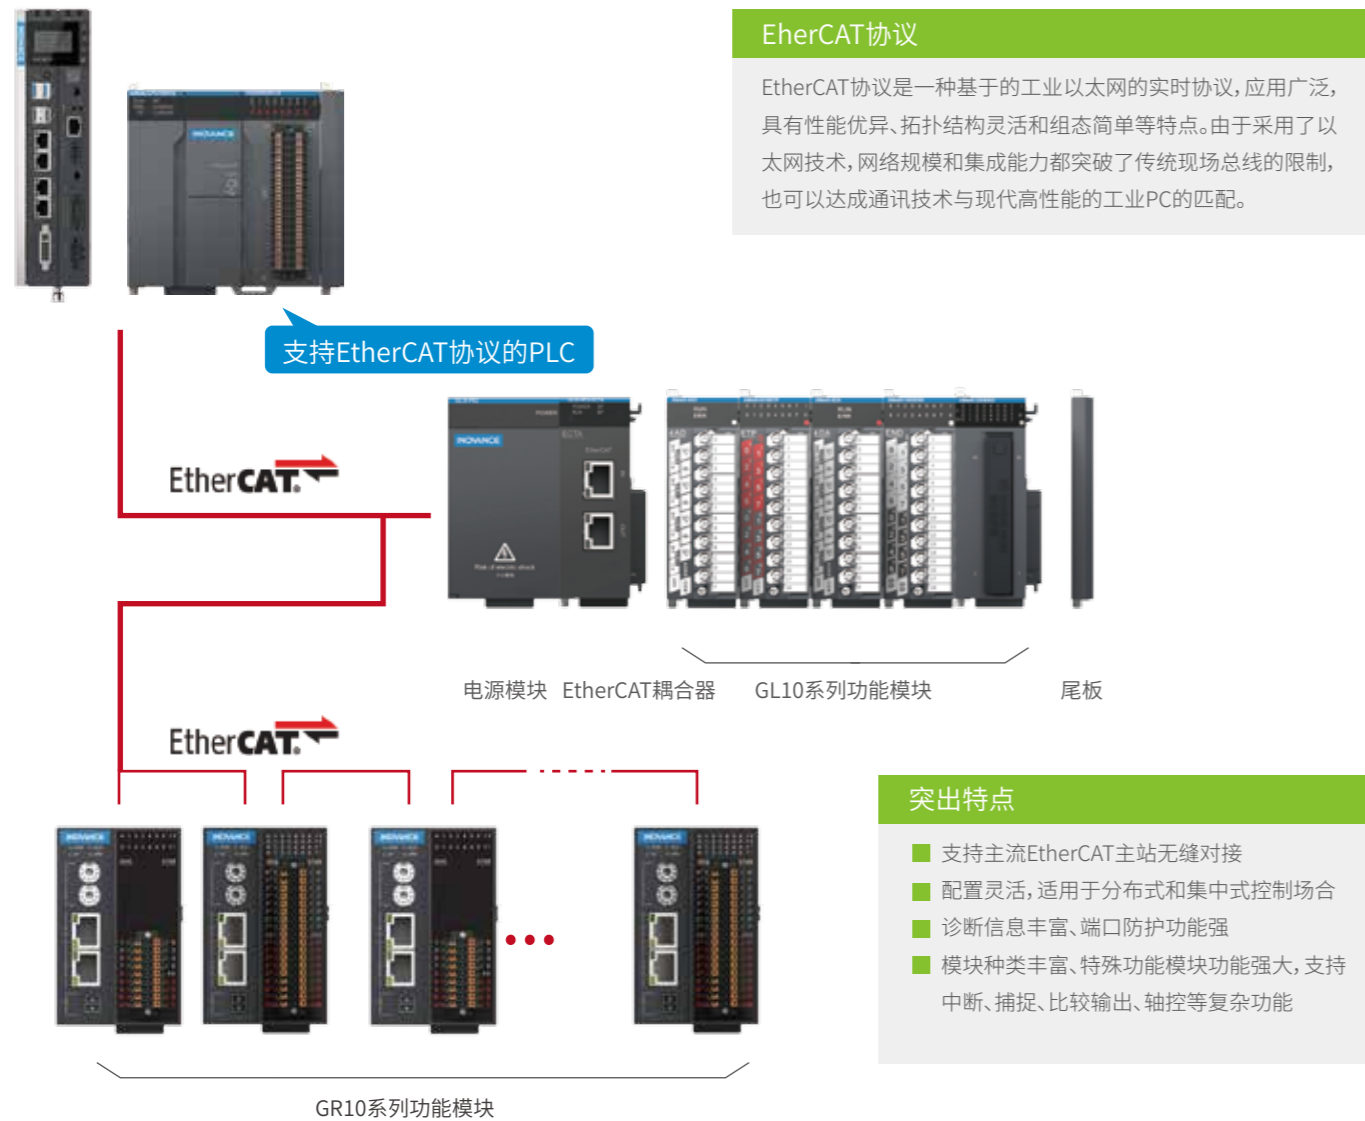 EherCAT协议
EtherCAT协议是一种基于的工业以太网的实时协议,应用广泛,
具有性能优异、拓扑结构灵活和组态简单等特点。由于采用了以
太网技术,网络规模和集成能力都突破了传统现场总线的限制,
也可以达成通讯技术与现代高性能的工业PC的匹配。
INOVANCE
支持EtherCAT协议的PLC
EtherCAT®
INOVANCE
EtherCAT
Risk of electric shock
电源模块 EtherCAT耦合器 GL10系列功能模块 尾板
EtherCAT®
突出特点
支持主流EtherCAT主站无缝对接
配置灵活,适用于分布式和集中式控制场合
诊断信息丰富、端口防护功能强
模块种类丰富、特殊功能模块功能强大,支持
中断、捕捉、比较输出、轴控等复杂功能
INOVANCE INOVANCE INOVANCE INOVANCE
GR10系列功能模块